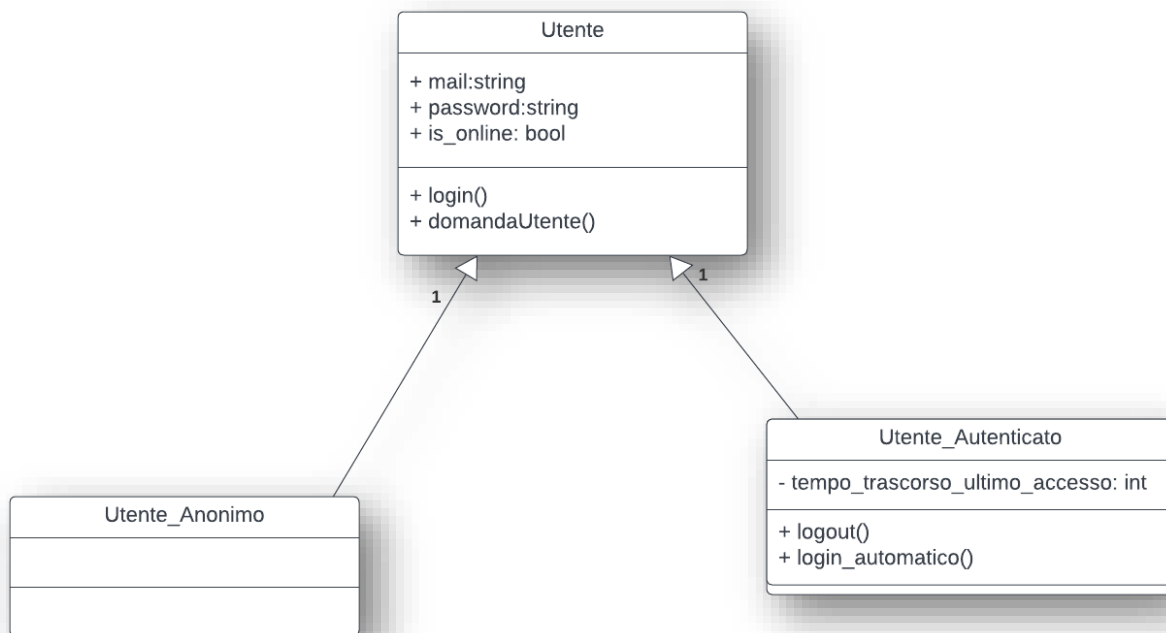 Utente
+ mail:string
+ password:string
+ is_online: bool
+ login()
+ domandaUtente()
1
1
Utente_Autenticato
- tempo_trascorso_ultimo_accesso: int
+ logout()
+ login_automatico()
Utente_Anonimo